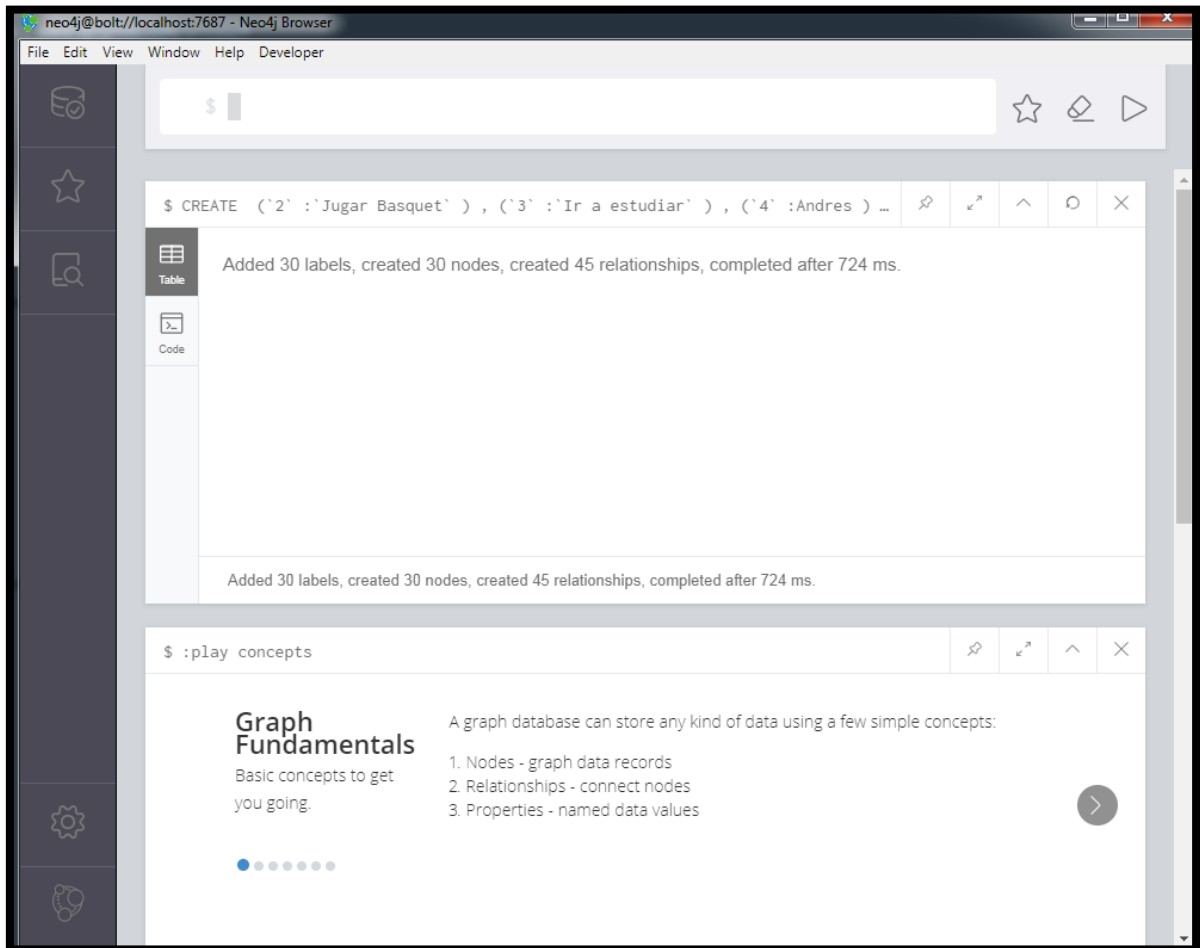 neo4j@bolt://localhost:7687 - Neo4j Browser
File Edit View Window Help Developer
$
$ CREATE (`2` :`Jugar Basquet` ) , (`3` :`Ir a estudiar` ) , (`4` :Andres ) …
Table
Added 30 labels, created 30 nodes, created 45 relationships, completed after 724 ms.
Code
Added 30 labels, created 30 nodes, created 45 relationships, completed after 724 ms.
$ :play concepts
Graph
Fundamentals
Basic concepts to get
you going.
A graph database can store any kind of data using a few simple concepts:
1. Nodes - graph data records
2. Relationships - connect nodes
3. Properties - named data values